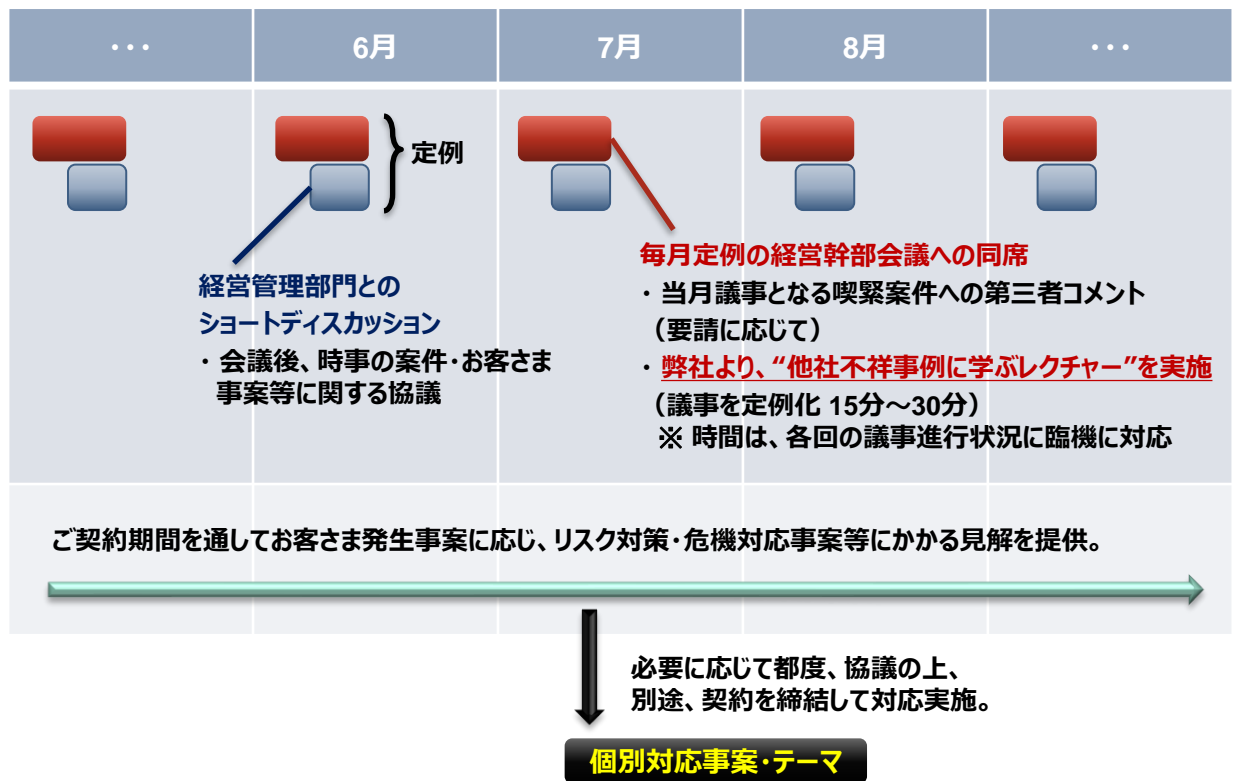 ･･･
6月
7月
8月
･･･
定例
経営管理部門との
ショートディスカッション
・ 会議後、時事の案件・お客さま
事案等に関する協議
毎月定例の経営幹部会議への同席
・ 当月議事となる喫緊案件への第三者コメント
（要請に応じて）
・ 弊社より、“他社不祥事例に学ぶレクチャー”を実施
（議事を定例化 15分～30分）
※ 時間は、各回の議事進行状況に臨機に対応
ご契約期間を通してお客さま発生事案に応じ、リスク対策・危機対応事案等にかかる見解を提供。
必要に応じて都度、協議の上、
別途、契約を締結して対応実施。
個別対応事案・テーマ